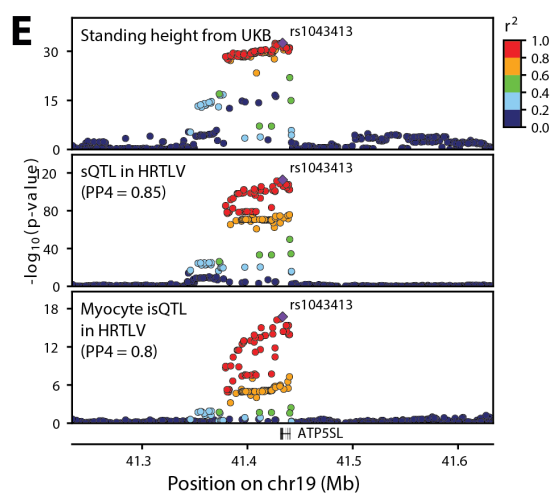 E
Standing height from UKB
rs1043413
r²
1.0
0.8
0.6
0.4
0.2
0.0
30
15
0
sQTL in HRTLV
(PP4 = 0.85)
rs1043413
120
80
40
0
-log10(p-value)
Myocyte isQTL
in HRTLV
(PP4 = 0.8)
rs1043413
18
12
6
0
ATP5SL
41.3
41.4
41.5
41.6
Position on chr19 (Mb)